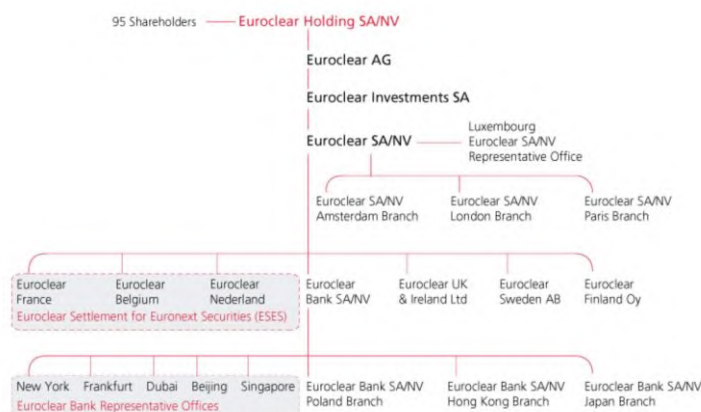 95 Shareholders
Euroclear Holding SA/NV
Euroclear AG
Euroclear Investments SA
Euroclear SA/NV
Luxembourg
Euroclear SA/NV
Representative Office
Euroclear SA/NV
Amsterdam Branch
Euroclear SA/NV
London Branch
Euroclear SA/NV
Paris Branch
Euroclear
France
Euroclear
Belgium
Euroclear
Nederland
Euroclear Settlement for Euronext Securities (ESES)
Euroclear
Bank SA/NV
Euroclear UK
& Ireland Ltd
Euroclear
Sweden AB
Euroclear
Finland Oy
New York
Frankfurt
Dubai
Beijing
Singapore
Euroclear Bank Representative Offices
Euroclear Bank SA/NV
Poland Branch
Euroclear Bank SA/NV
Hong Kong Branch
Euroclear Bank SA/NV
Japan Branch